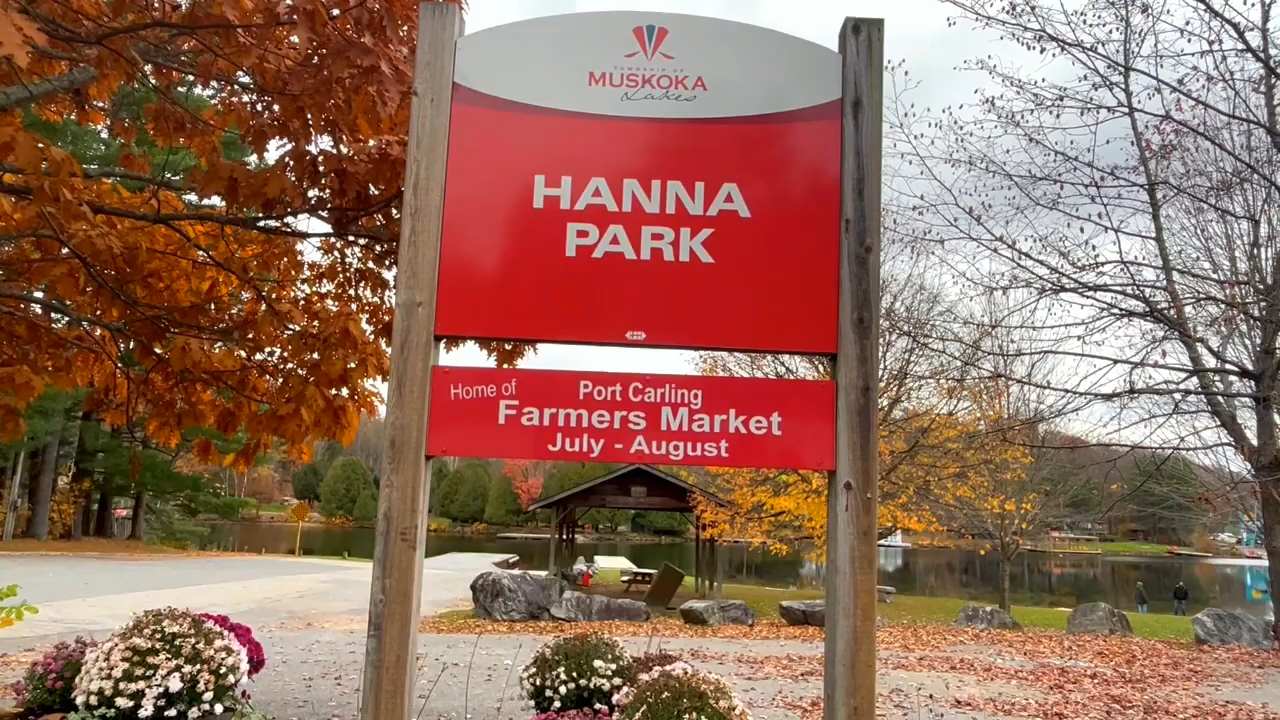 TOWNSHIP OF
MUSKOKA
Lakes
HANNA
PARK
Home of Port Carling
Farmers Market
July - August